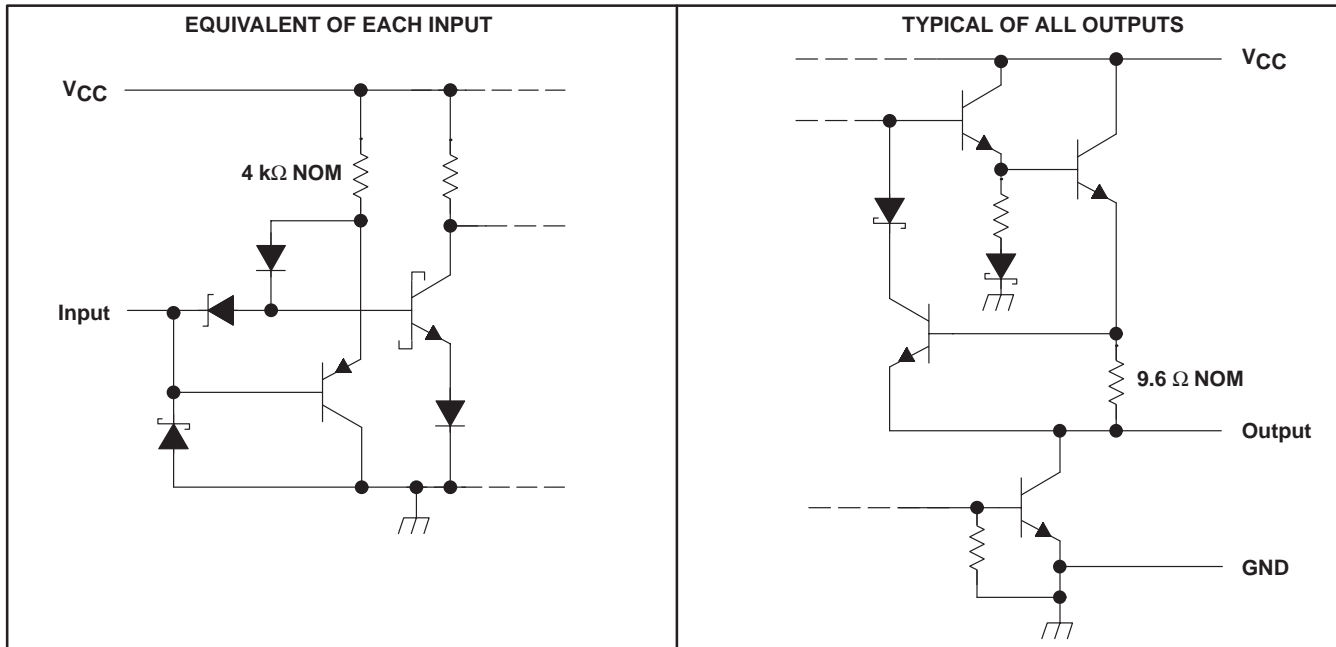 EQUIVALENT OF EACH INPUT
VCC
4 kΩ NOM
Input
TYPICAL OF ALL OUTPUTS
VCC
9.6 Ω NOM
Output
GND